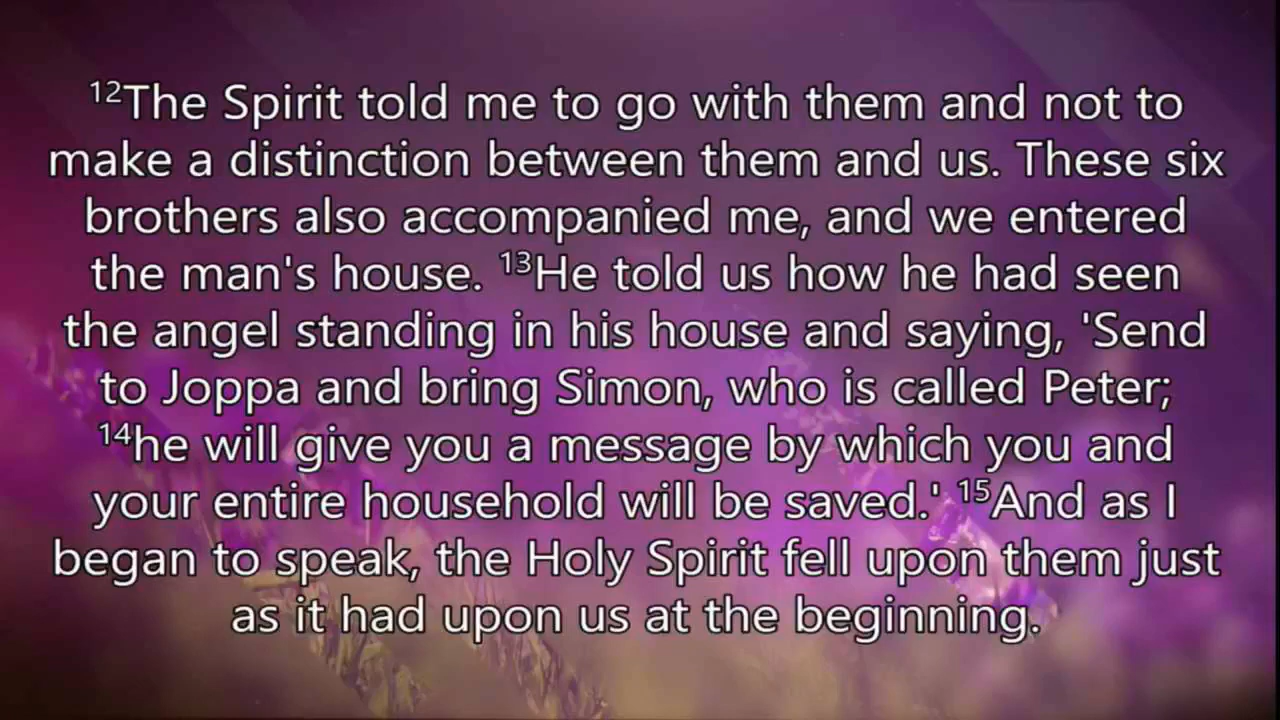 ¹²The Spirit told me to go with them and not to
make a distinction between them and us. These six
brothers also accompanied me, and we entered
the man's house. ¹³He told us how he had seen
the angel standing in his house and saying, 'Send
to Joppa and bring Simon, who is called Peter;
¹⁴he will give you a message by which you and
your entire household will be saved.' ¹⁵And as I
began to speak, the Holy Spirit fell upon them just
as it had upon us at the beginning.